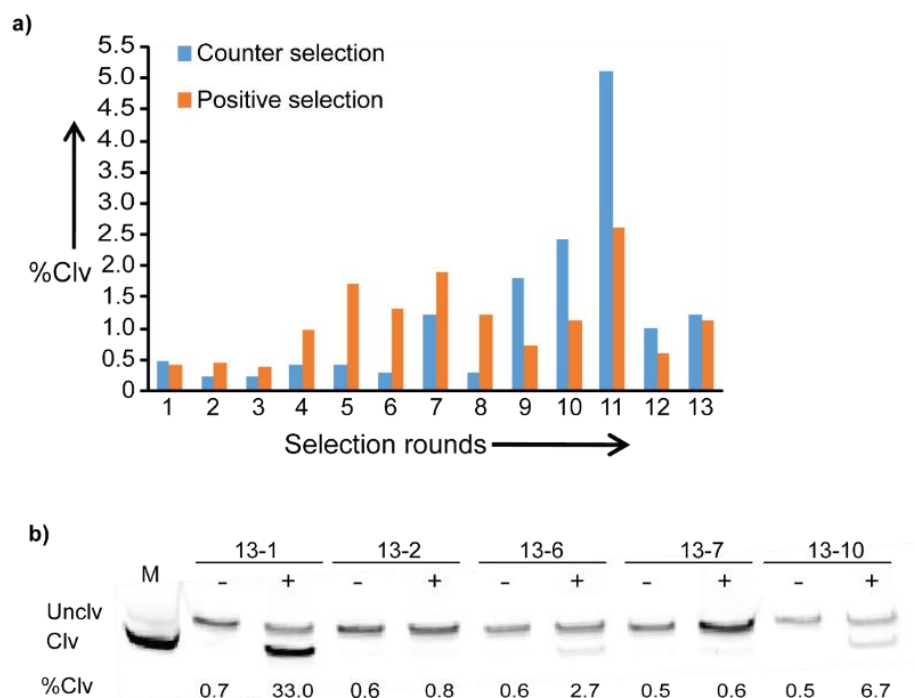 a)
5.5
5.0
4.5
4.0
3.5
3.0
2.5
2.0
1.5
1.0
0.5
0
Counter selection
Positive selection
%Clv
1 2 3 4 5 6 7 8 9 10 11 12 13
Selection rounds
b)
13-1 13-2 13-6 13-7 13-10
M - + - + - + - + - +
Unclv
Clv
%Clv 0.7 33.0 0.6 0.8 0.6 2.7 0.5 0.6 0.5 6.7